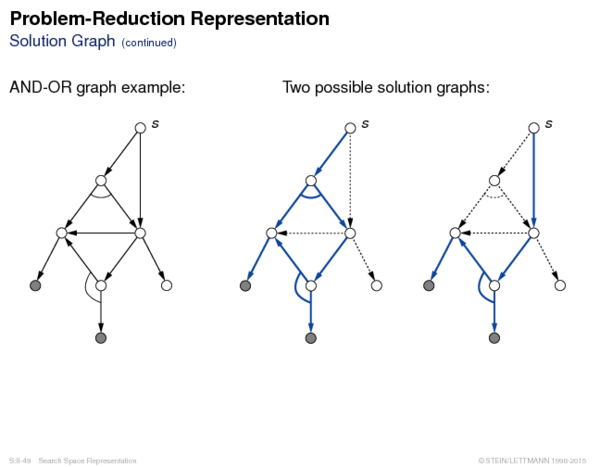 Problem-Reduction Representation
Solution Graph (continued)
AND-OR graph example:
Two possible solution graphs:
s
s
s
S:II-49 Search Space Representation
© STEIN/LETTMANN 1998-2015